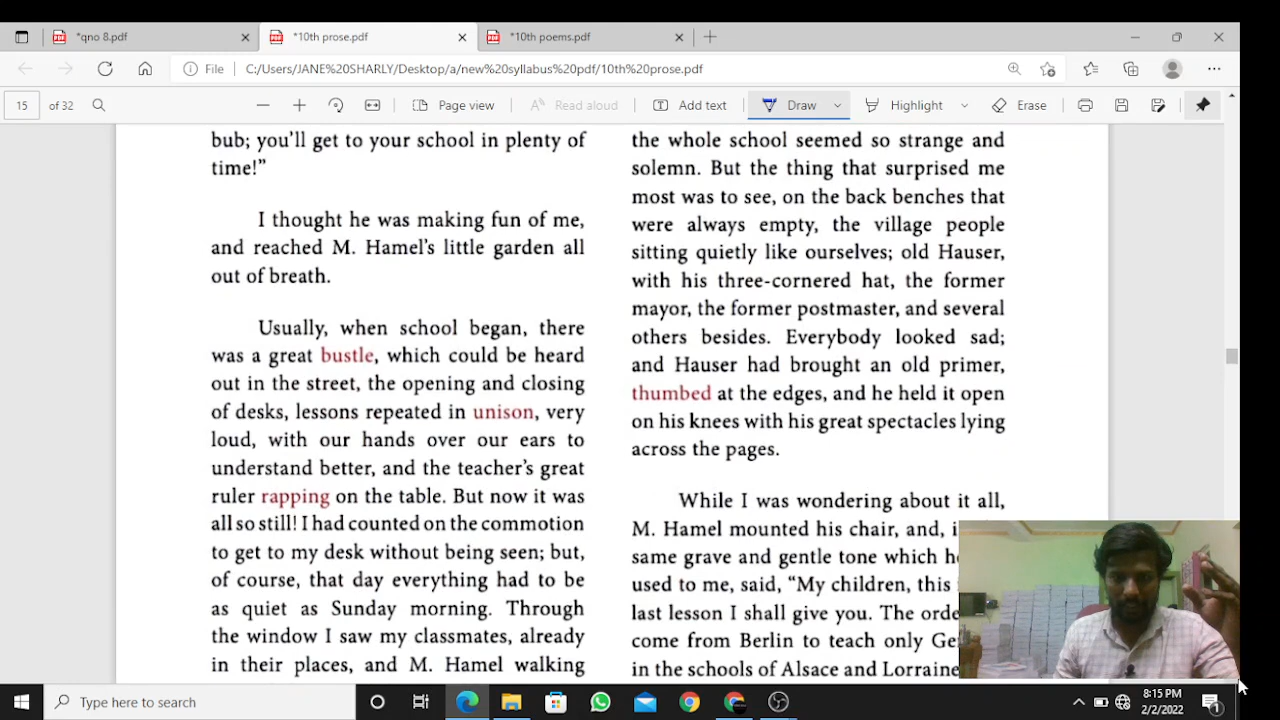 *qno 8.pdf
*10th prose.pdf
*10th poems.pdf
File
C:/Users/JANE%20SHARLY/Desktop/a/new%20syllabus%20pdf/10th%20prose.pdf
15 of 32
Page view
Read aloud
Add text
Draw
Highlight
Erase
bub; you'll get to your school in plenty of
time!”
I thought he was making fun of me,
and reached M. Hamel's little garden all
out of breath.
Usually, when school began, there
was a great bustle, which could be heard
out in the street, the opening and closing
of desks, lessons repeated in unison, very
loud, with our hands over our ears to
understand better, and the teacher's great
ruler rapping on the table. But now it was
all so still! I had counted on the commotion
to get to my desk without being seen; but,
of course, that day everything had to be
as quiet as Sunday morning. Through
the window I saw my classmates, already
in their places, and M. Hamel walking
the whole school seemed so strange and
solemn. But the thing that surprised me
most was to see, on the back benches that
were always empty, the village people
sitting quietly like ourselves; old Hauser,
with his three-cornered hat, the former
mayor, the former postmaster, and several
others besides. Everybody looked sad;
and Hauser had brought an old primer,
thumbed at the edges, and he held it open
on his knees with his great spectacles lying
across the pages.
While I was wondering about it all,
M. Hamel mounted his chair, and,
same grave and gentle tone which
used to me, said, “My children, this
last lesson I shall give you. The
come from Berlin to teach only
in the schools of Alsace and Lorraine
Type here to search
8:15 PM
2/2/2022
1